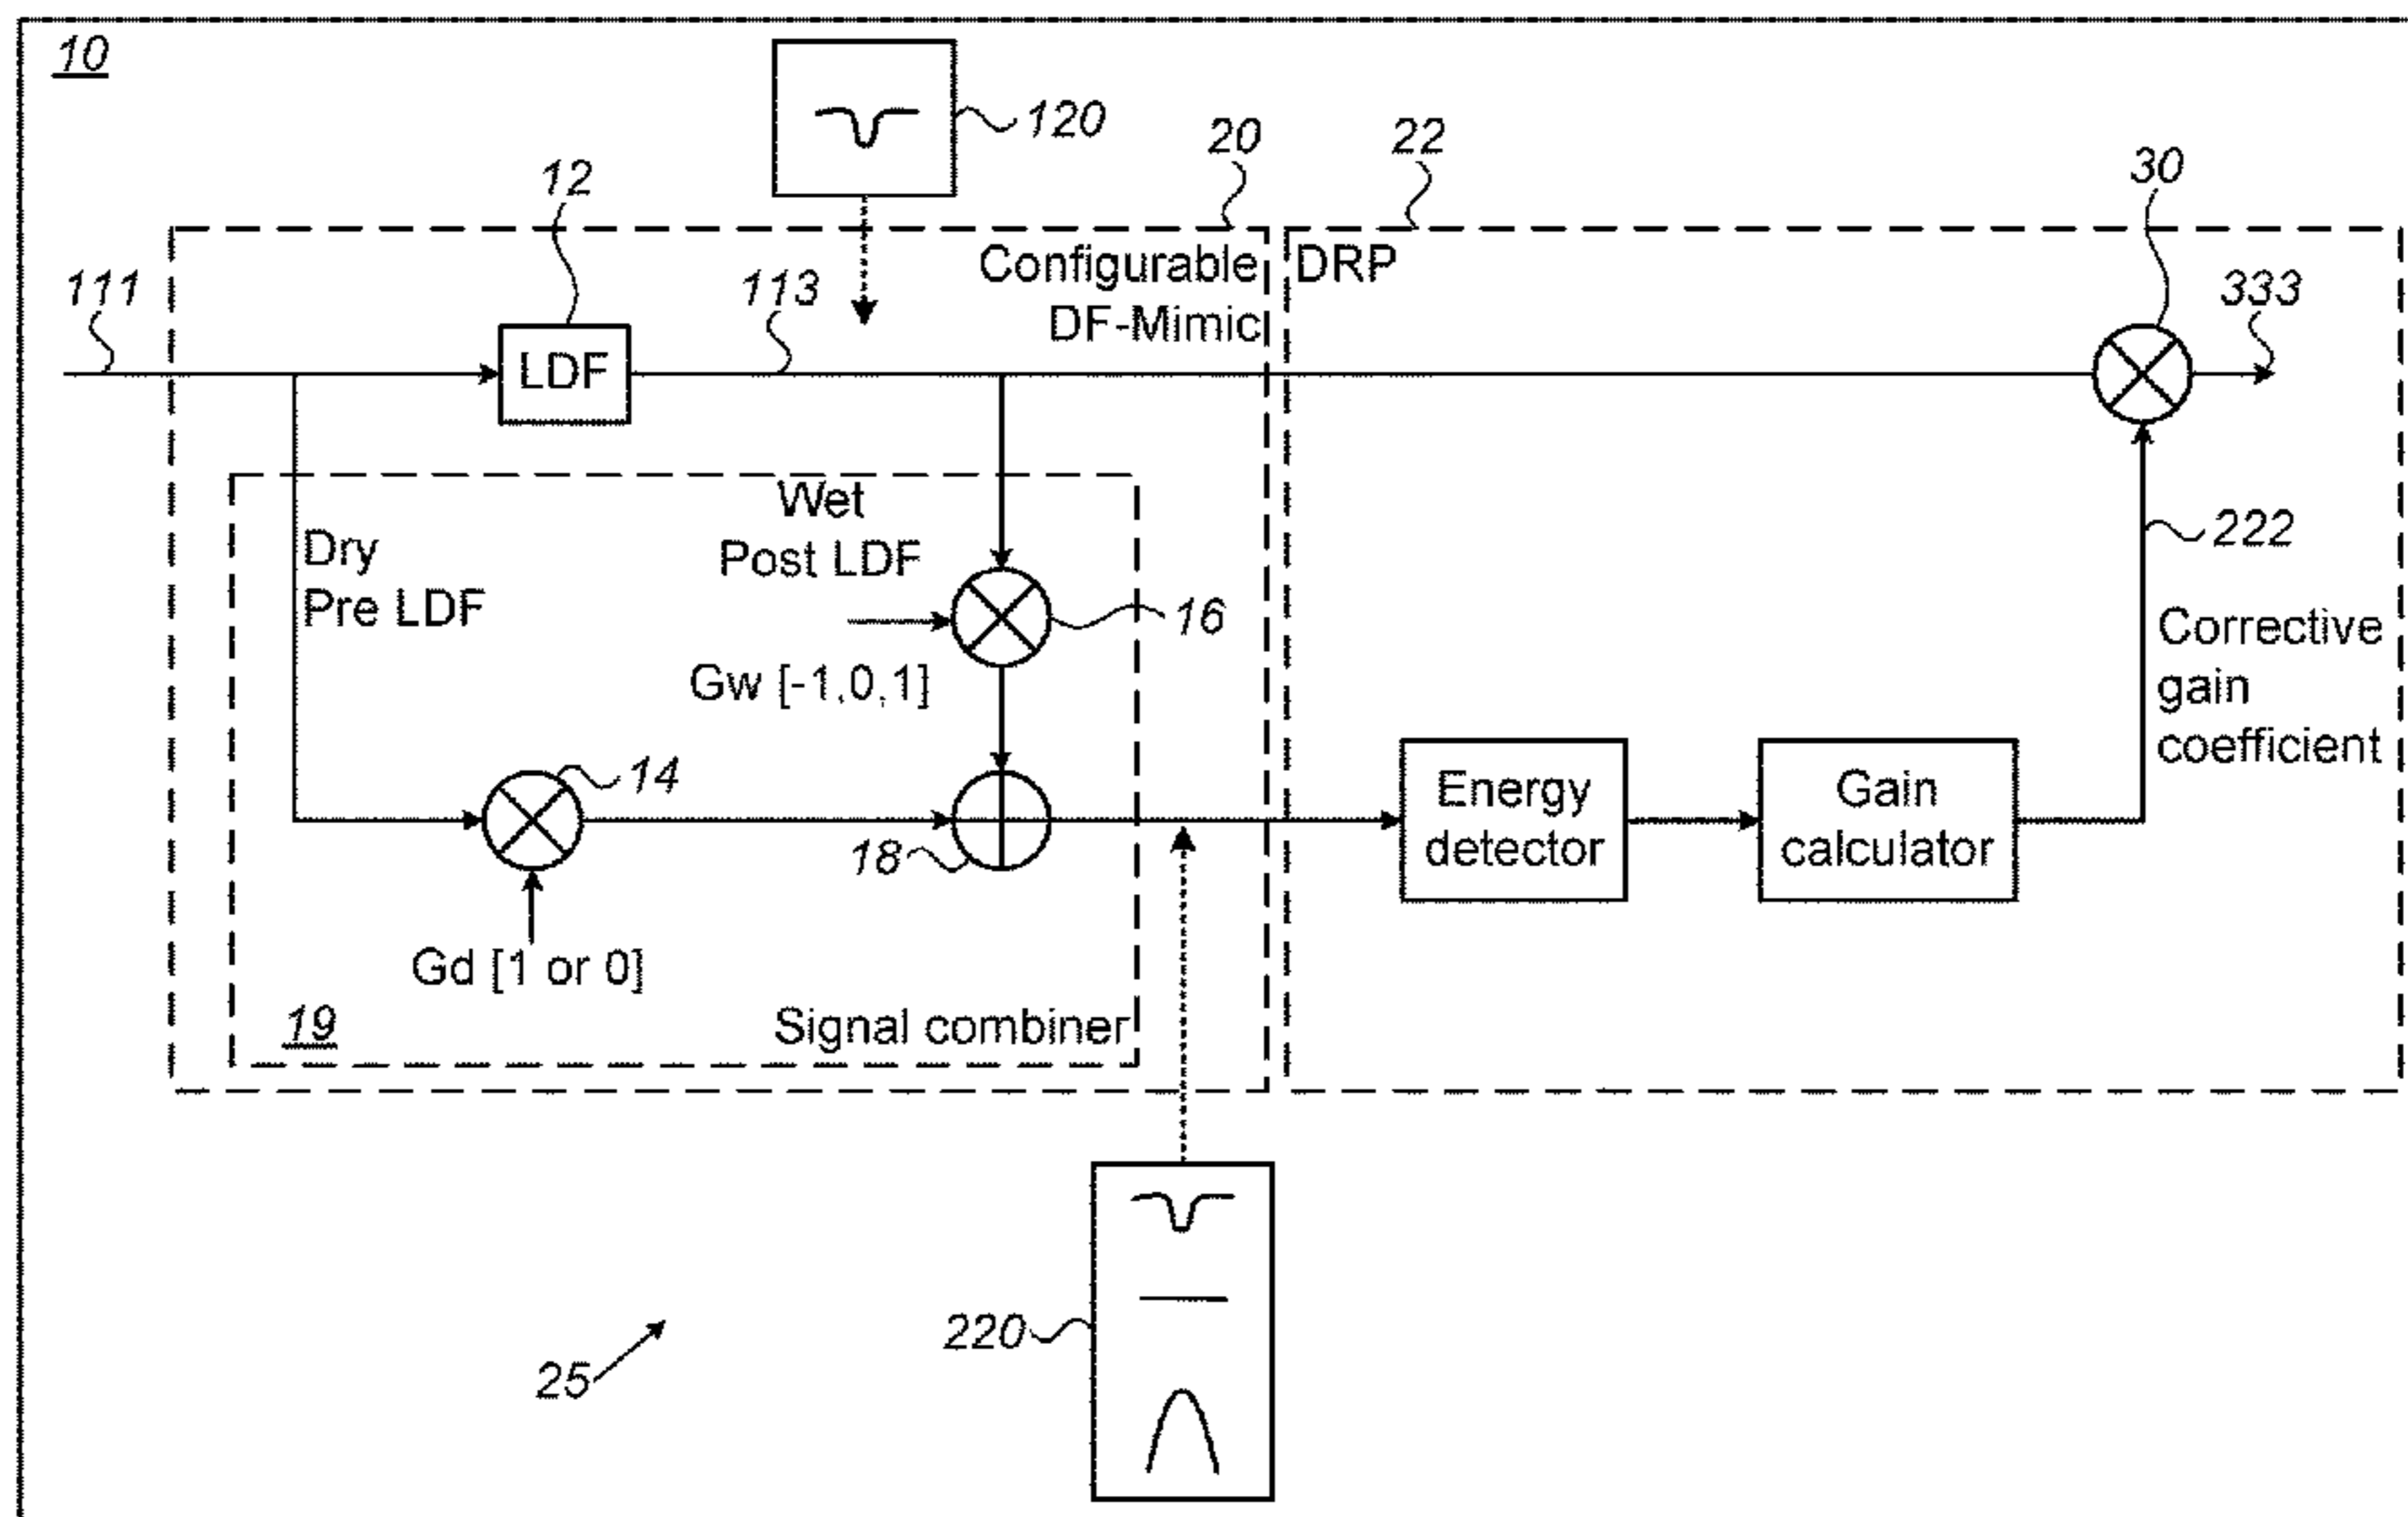 10
120
20
22
12
30
Configurable
DF-Mimic
DRP
111
113
333
LDF
Wet
Post LDF
Dry
Pre LDF
16
222
Gw [-1,0,1]
Corrective
gain
coefficient
14
18
Energy
detector
Gain
calculator
Gd [1 or 0]
19
Signal combiner
220
25